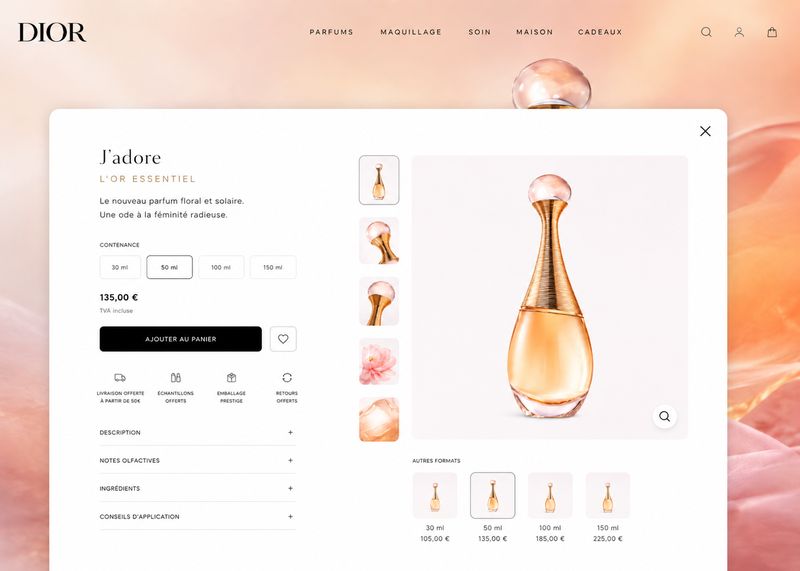 DIOR
PARFUMS MAQUILLAGE SOIN MAISON CADEAUX
J'adore
L'OR ESSENTIEL
Le nouveau parfum floral et solaire.
Une ode à la féminité radieuse.
CONTENANCE
30 ml 50 ml 100 ml 150 ml
135,00 €
TVA incluse
AJOUTER AU PANIER
LIVRAISON OFFERTE
À PARTIR DE 50€
ÉCHANTILLONS
OFFERTS
EMBALLAGE
PRESTIGE
RETOURS
OFFERTS
DESCRIPTION +
NOTES OLFACTIVES +
INGRÉDIENTS +
CONSEILS D'APPLICATION +
AUTRES FORMATS
30 ml
105,00 €
50 ml
135,00 €
100 ml
185,00 €
150 ml
225,00 €